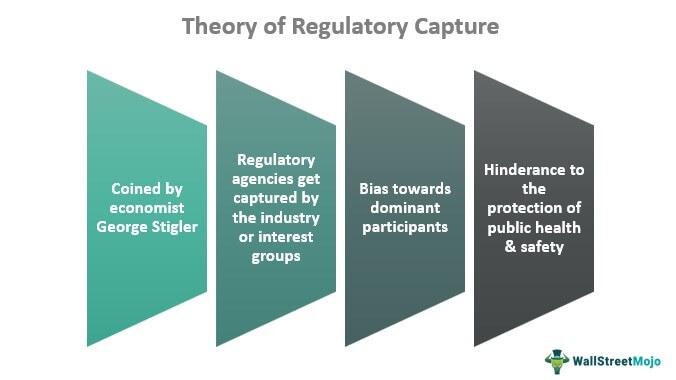 Theory of Regulatory Capture
Coined by
economist
George Stigler
Regulatory
agencies get
captured by
the industry
or interest
groups
Bias towards
dominant
participants
Hinderance to
the
protection of
public health
& safety
WallStreetMojo